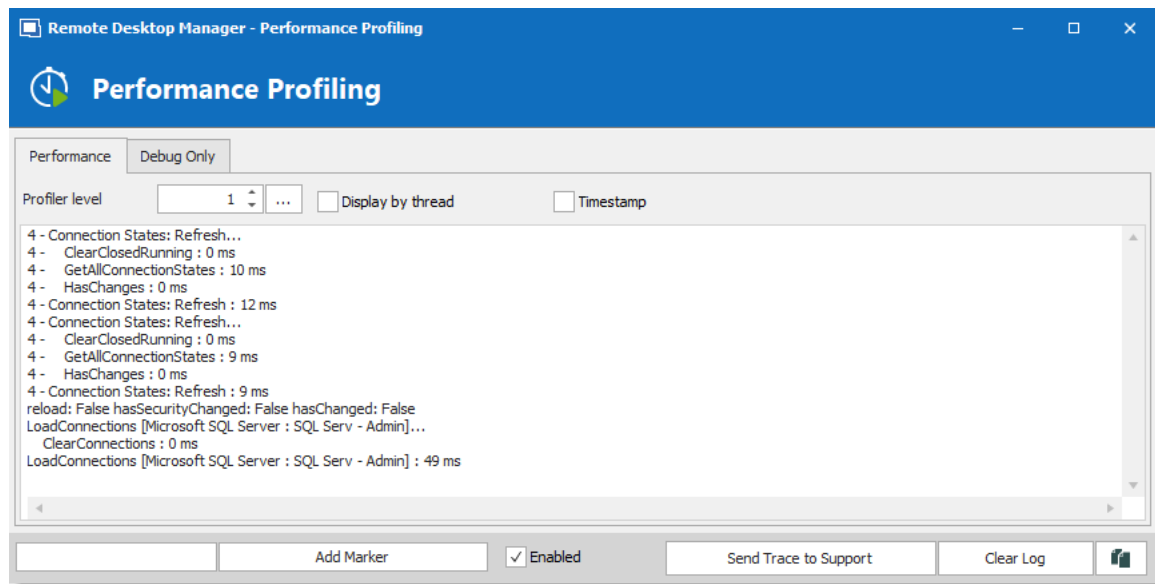 Remote Desktop Manager - Performance Profiling
Performance Profiling
Performance Debug Only
Profiler level 1 ... Display by thread Timestamp
4 - Connection States: Refresh...
4 -    ClearClosedRunning : 0 ms
4 -    GetAllConnectionStates : 10 ms
4 -    HasChanges : 0 ms
4 - Connection States: Refresh : 12 ms
4 - Connection States: Refresh...
4 -    ClearClosedRunning : 0 ms
4 -    GetAllConnectionStates : 9 ms
4 -    HasChanges : 0 ms
4 - Connection States: Refresh : 9 ms
reload: False hasSecurityChanged: False hasChanged: False
LoadConnections [Microsoft SQL Server : SQL Serv - Admin]...
   ClearConnections : 0 ms
LoadConnections [Microsoft SQL Server : SQL Serv - Admin] : 49 ms
Add Marker Enabled Send Trace to Support Clear Log